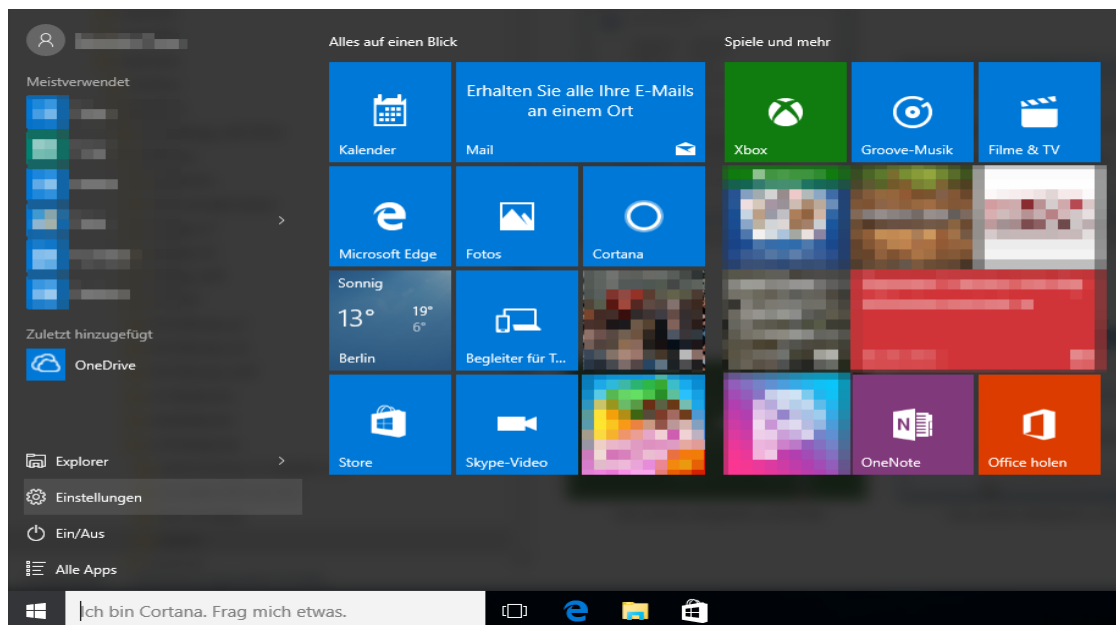 Meistverwendet
Zuletzt hinzugefügt
OneDrive
Explorer
Einstellungen
Ein/Aus
Alle Apps
Alles auf einen Blick
Kalender
Erhalten Sie alle Ihre E-Mails
an einem Ort
Mail
Microsoft Edge
Fotos
Cortana
Sonnig
13° 19°
6°
Berlin
Begleiter für T...
Store
Skype-Video
Spiele und mehr
Xbox
Groove-Musik
Filme & TV
OneNote
Office holen
Ich bin Cortana. Frag mich etwas.